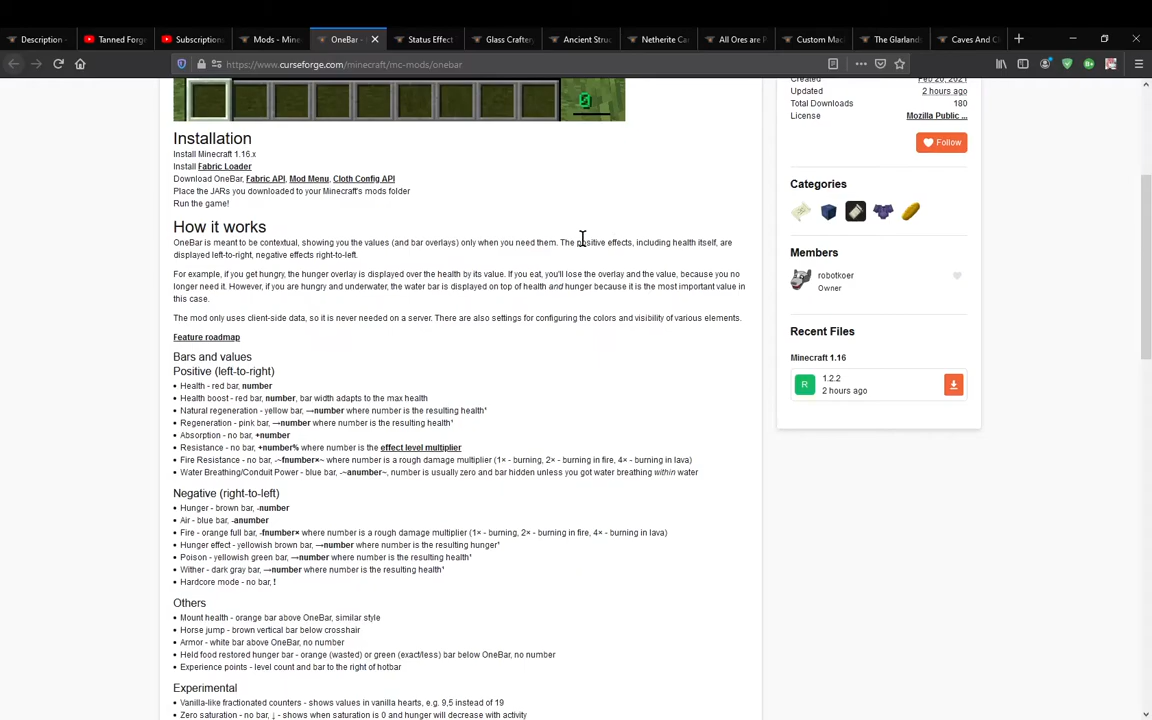 Description
Tanned Forge
Subscriptions
Mods - Mine
OneBar -
Status Effect
Glass Crafter
Ancient Struc
Netherite Ca
All Ores are P
Custom Mac
The Glarland
Caves And C
https://www.curseforge.com/minecraft/mc-mods/onebar
Installation
Install Minecraft 1.16.x
Install Fabric Loader
Download OneBar, Fabric API, Mod Menu, Cloth Config API
Place the JARs you downloaded to your Minecraft's mods folder
Run the game!
How it works
OneBar is meant to be contextual, showing you the values (and bar overlays) only when you need them. The positive effects, including health itself, are
displayed left-to-right, negative effects right-to-left.
For example, if you get hungry, the hunger overlay is displayed over the health by its value. If you eat, you'll lose the overlay and the value, because you no
longer need it. However, if you are hungry and underwater, the water bar is displayed on top of health and hunger because it is the most important value in
this case.
The mod only uses client-side data, so it is never needed on a server. There are also settings for configuring the colors and visibility of various elements.
Feature roadmap
Bars and values
Positive (left-to-right)
• Health - red bar, number
• Health boost - red bar, number, bar width adapts to the max health
• Natural regeneration - yellow bar, →number where number is the resulting health¹
• Regeneration - pink bar, →number where number is the resulting health¹
• Absorption - no bar, +number
• Resistance - no bar, +number% where number is the effect level multiplier
• Fire Resistance - no bar, -~fnumber×~ where number is a rough damage multiplier (1× - burning, 2× - burning in fire, 4× - burning in lava)
• Water Breathing/Conduit Power - blue bar, -~anumber~, number is usually zero and bar hidden unless you got water breathing within water
Negative (right-to-left)
• Hunger - brown bar, -number
• Air - blue bar, -anumber
• Fire - orange full bar, -fnumber× where number is a rough damage multiplier (1× - burning, 2× - burning in fire, 4× - burning in lava)
• Hunger effect - yellowish brown bar, →number where number is the resulting hunger¹
• Poison - yellowish green bar, →number where number is the resulting health¹
• Wither - dark gray bar, →number where number is the resulting health¹
• Hardcore mode - no bar, !
Others
• Mount health - orange bar above OneBar, similar style
• Horse jump - brown vertical bar below crosshair
• Armor - white bar above OneBar, no number
• Held food restored hunger bar - orange (wasted) or green (exact/less) bar below OneBar, no number
• Experience points - level count and bar to the right of hotbar
Experimental
• Vanilla-like fractionated counters - shows values in vanilla hearts, e.g. 9,5 instead of 19
• Zero saturation - no bar, ↓ - shows when saturation is 0 and hunger will decrease with activity
Created Feb 20, 2021
Updated 2 hours ago
Total Downloads 180
License Mozilla Public ...
Follow
Categories
Members
robotkoer
Owner
Recent Files
Minecraft 1.16
R 1.2.2
2 hours ago